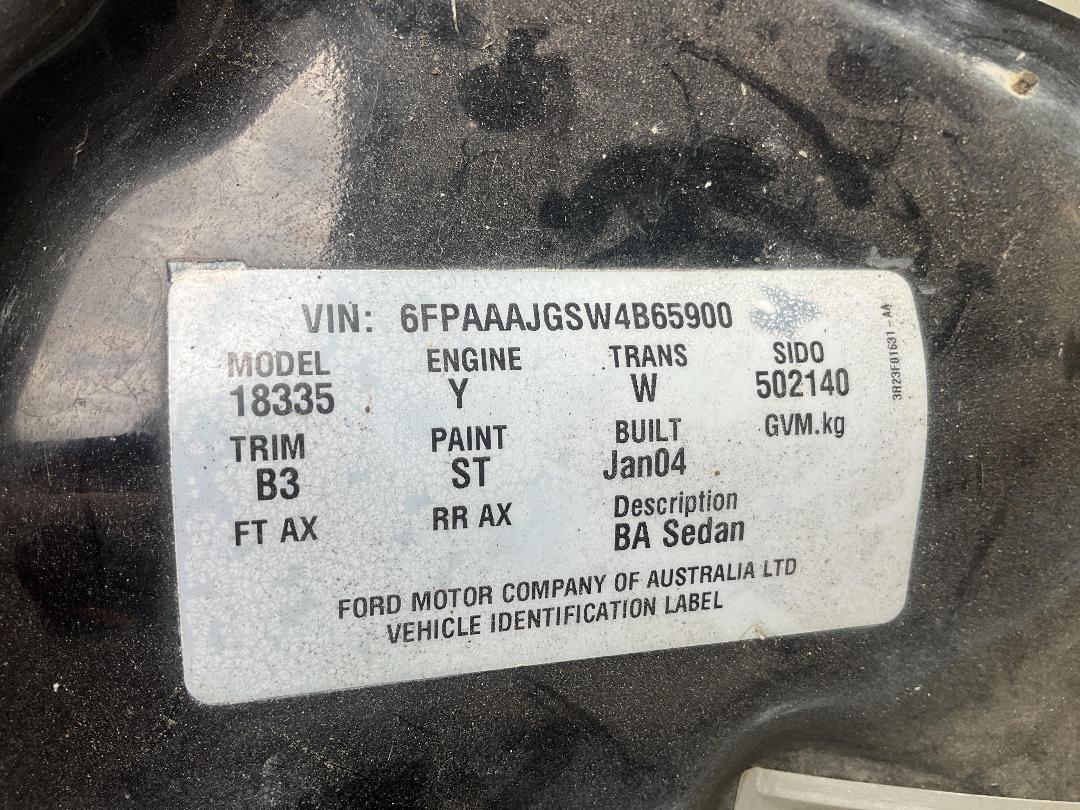 VIN: 6FPAAAJGSW4B65900
MODEL ENGINE TRANS SIDO
18335 Y W 502140
TRIM PAINT BUILT GVM.kg
B3 ST Jan04
FT AX RR AX Description
BA Sedan
FORD MOTOR COMPANY OF AUSTRALIA LTD
VEHICLE IDENTIFICATION LABEL
3R23F01631-AA